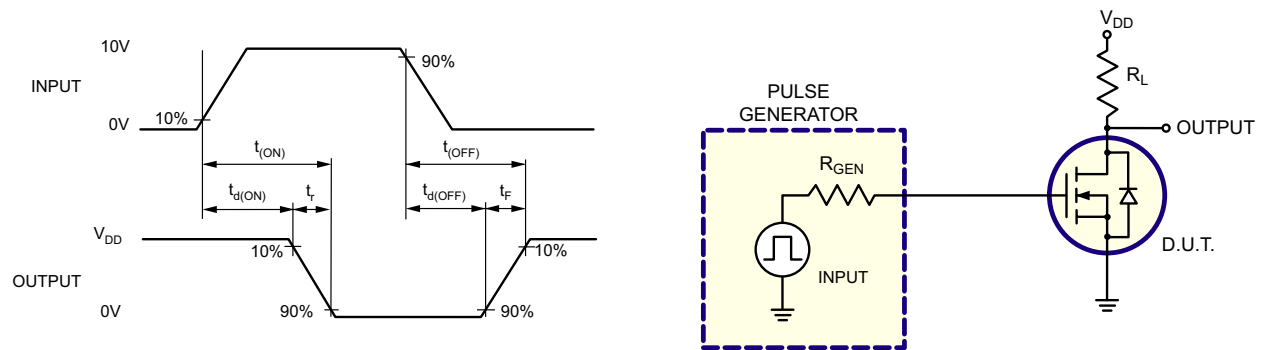 10V
90%
INPUT
10%
0V
t(ON)
t(OFF)
td(ON)
tr
td(OFF)
tF
VDD
10%
10%
OUTPUT
0V
90%
90%
VDD
RL
PULSE
GENERATOR
OUTPUT
RGEN
D.U.T.
INPUT